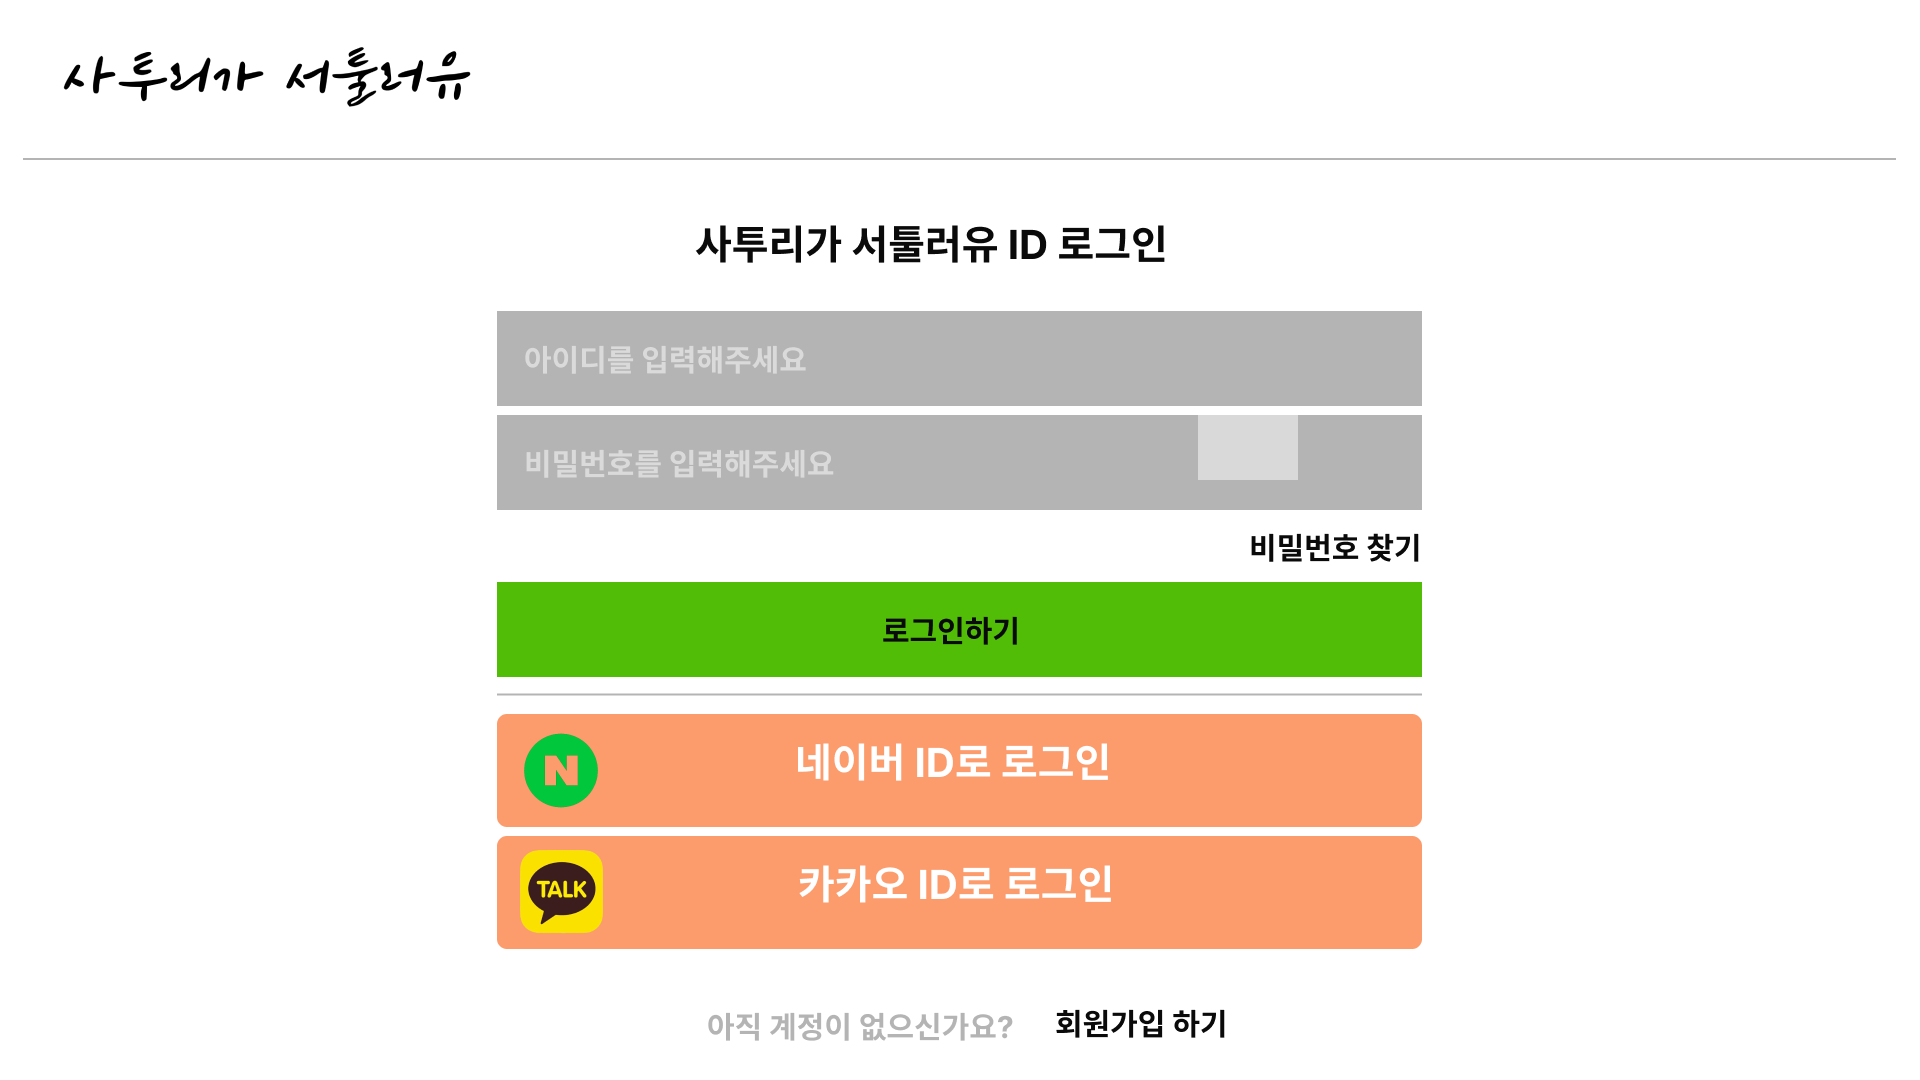 사투리가 서툴러유
사투리가 서툴러유 ID 로그인
아이디를 입력해주세요
비밀번호를 입력해주세요
비밀번호 찾기
로그인하기
N
네이버 ID로 로그인
TALK
카카오 ID로 로그인
아직 계정이 없으신가요? 회원가입 하기